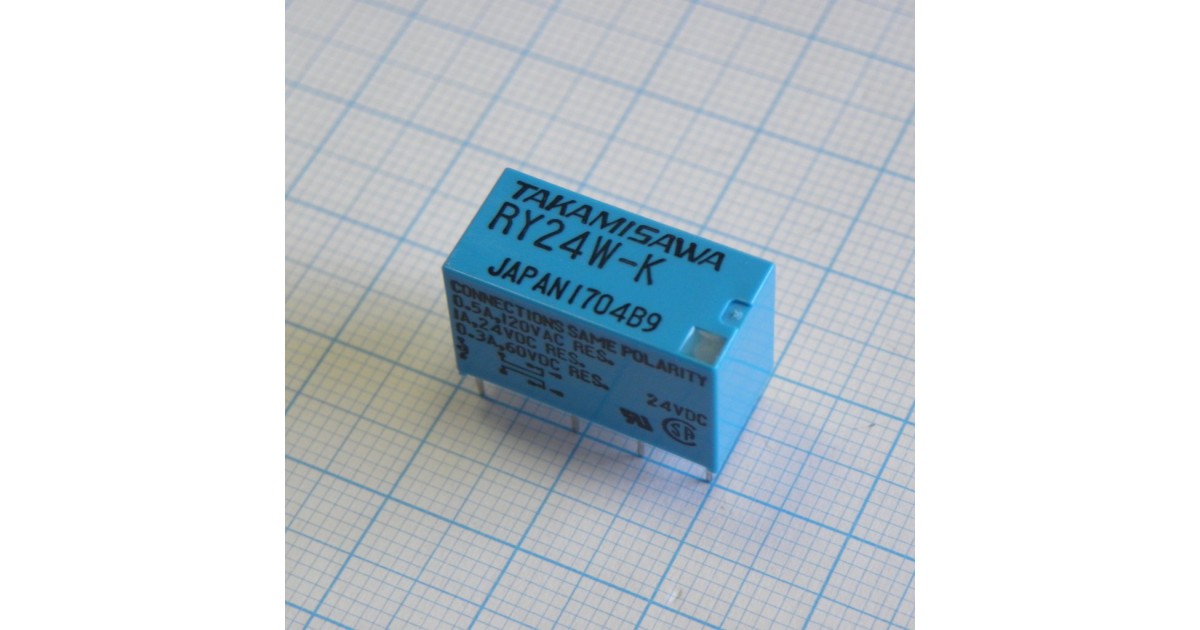 TAKAMISAWA
RY24W-K
JAPAN1704B9
CONNECTIONS SAME POLARITY
0.5A,120VAC RES.
1A,24VDC RES.
0.3A,60VDC RES.
24VDC